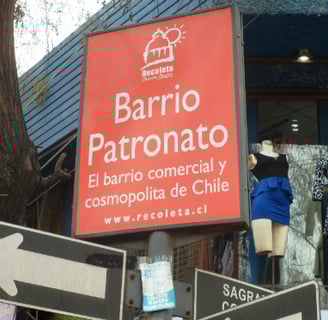 Recoleta
Barrio
Patronato
El barrio comercial y
cosmopolita de Chile
www.recoleta.cl
SAGRA